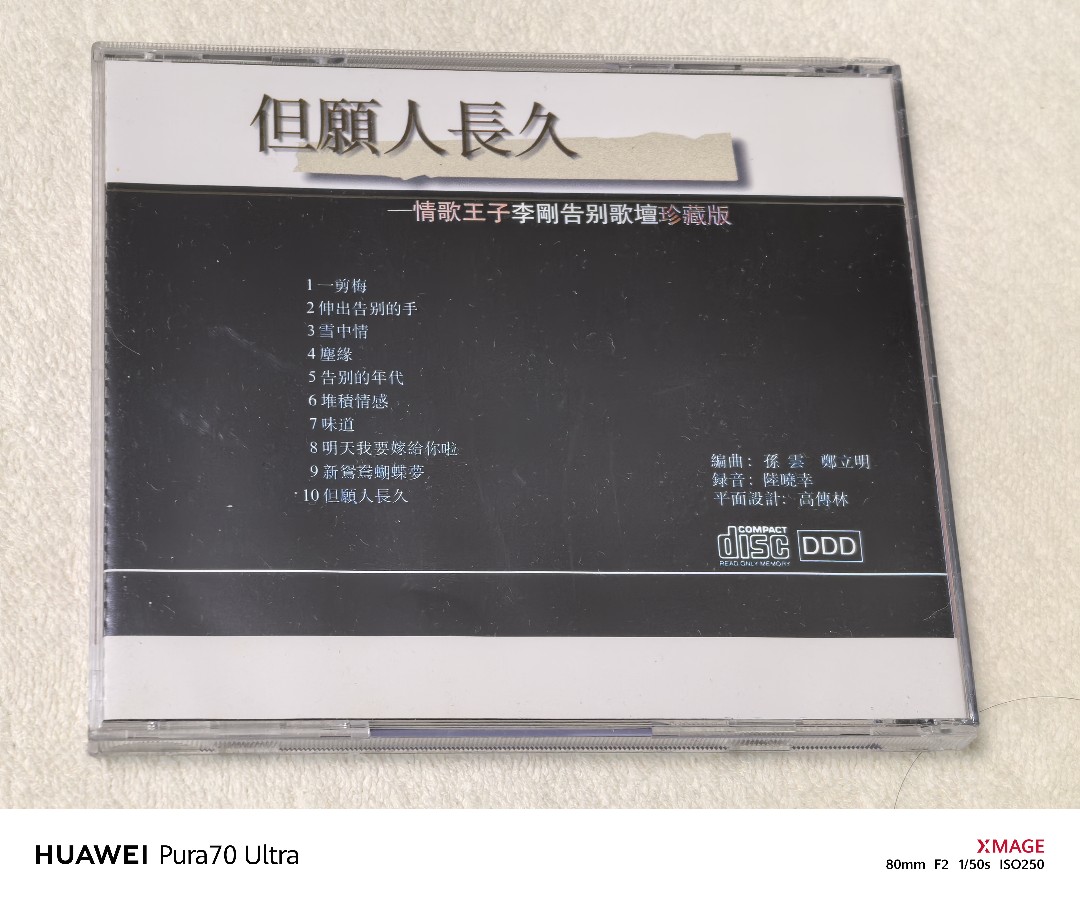 但願人長久
—情歌王子李剛告别歌壇珍藏版
1 一剪梅
2 伸出告别的手
3 雪中情
4 塵緣
5 告别的年代
6 堆積情感
7 味道
8 明天我要嫁給你啦
9 新鴛鴦蝴蝶夢
10 但願人長久
編曲：孫雲 鄭立明
録音：陸曉幸
平面設計：高傳林
COMPACT
disc
READ ONLY MEMORY
DDD
HUAWEI Pura70 Ultra
XMAGE
80mm F2 1/50s ISO250